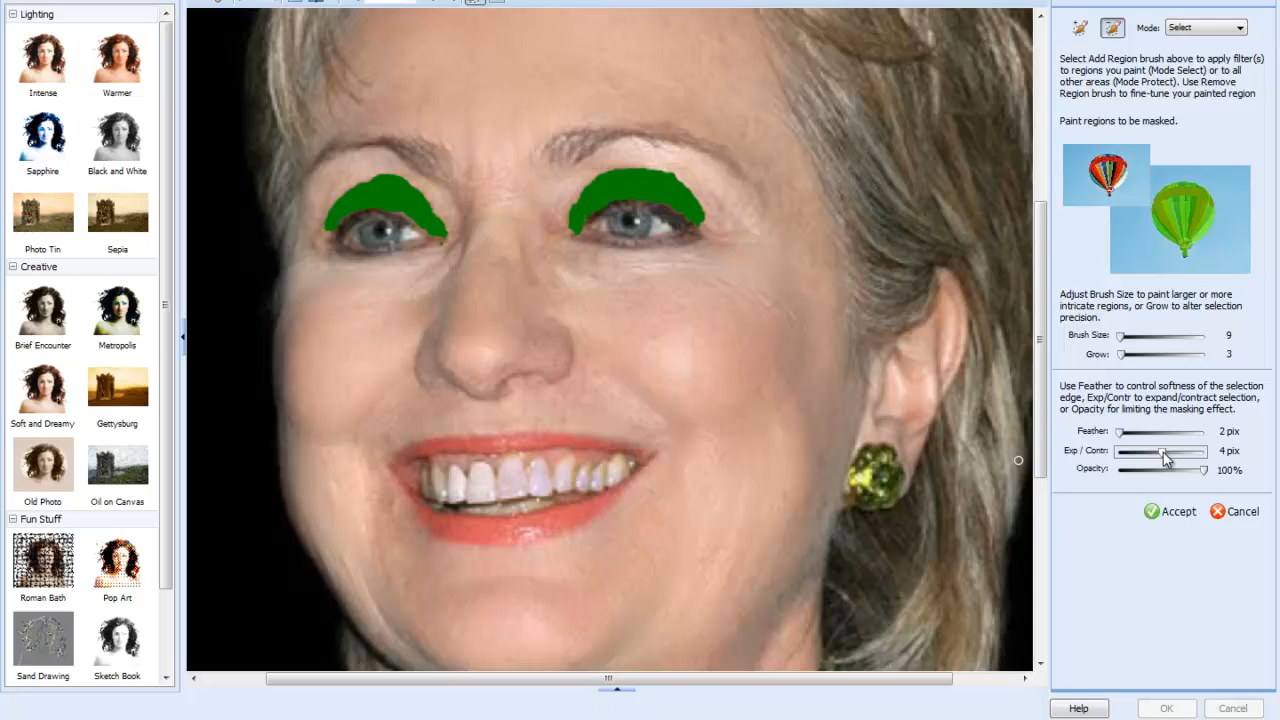 Lighting
Intense
Warmer
Sapphire
Black and White
Photo Tin
Sepia
Creative
Brief Encounter
Metropolis
Soft and Dreamy
Gettysburg
Old Photo
Oil on Canvas
Fun Stuff
Roman Bath
Pop Art
Sand Drawing
Sketch Book
Mode:
Select
Select Add Region brush above to apply filter(s)
to regions you paint (Mode Select) or to all
other areas (Mode Protect). Use Remove
Region brush to fine-tune your painted region
Paint regions to be masked.
Adjust Brush Size to paint larger or more
intricate regions, or Grow to alter selection
precision.
Brush Size: 9
Grow: 3
Use Feather to control softness of the selection
edge, Exp/Contr to expand/contract selection,
or Opacity for limiting the masking effect.
Feather: 2 pix
Exp / Contr: 4 pix
Opacity: 100%
Accept
Cancel
Help
OK
Cancel